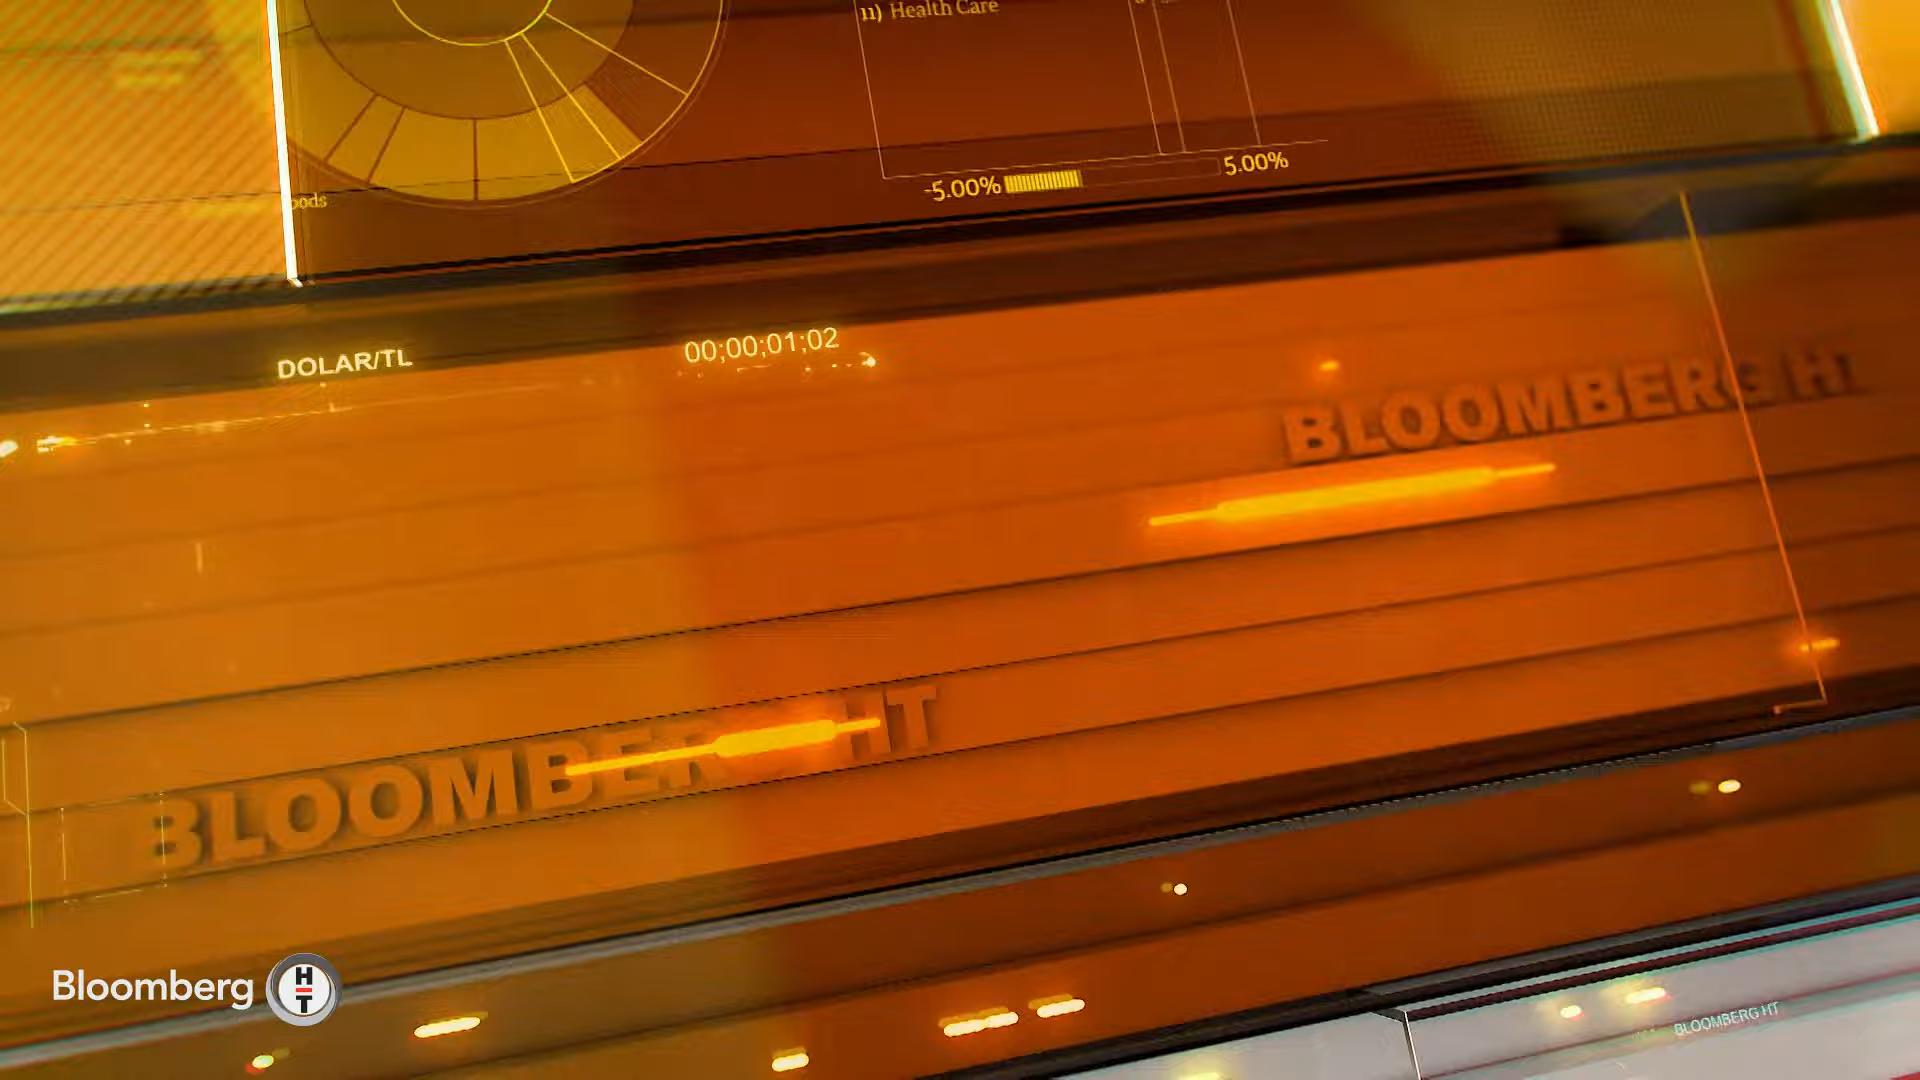 11) Health Care
-5.00% 5.00%
oods
DOLAR/TL 00;00;01;02
BLOOMBERG HT
BLOOMBERG HT
Bloomberg HT
BLOOMBERG HT